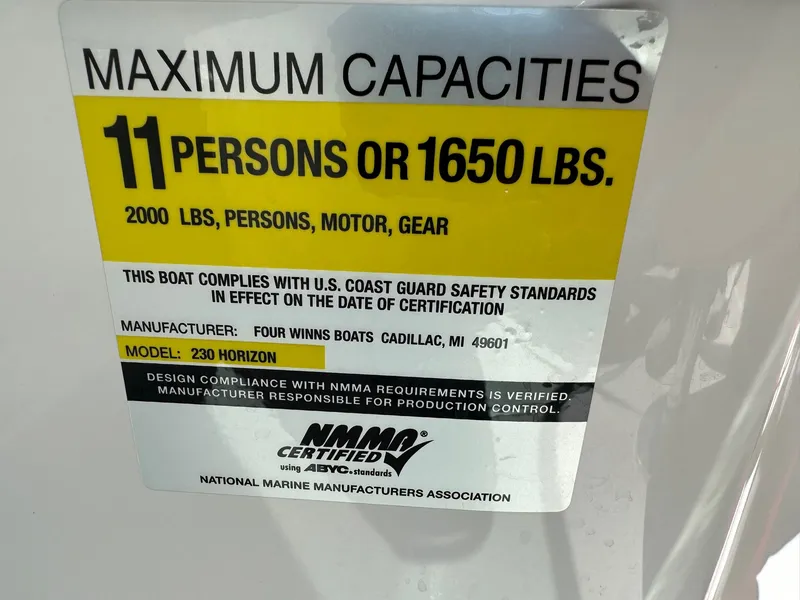 MAXIMUM CAPACITIES
11 PERSONS OR 1650 LBS.
2000 LBS, PERSONS, MOTOR, GEAR
THIS BOAT COMPLIES WITH U.S. COAST GUARD SAFETY STANDARDS
IN EFFECT ON THE DATE OF CERTIFICATION
MANUFACTURER: FOUR WINNS BOATS CADILLAC, MI 49601
MODEL: 230 HORIZON
DESIGN COMPLIANCE WITH NMMA REQUIREMENTS IS VERIFIED.
MANUFACTURER RESPONSIBLE FOR PRODUCTION CONTROL.
NMMA®
CERTIFIED
using ABYC standards
NATIONAL MARINE MANUFACTURERS ASSOCIATION